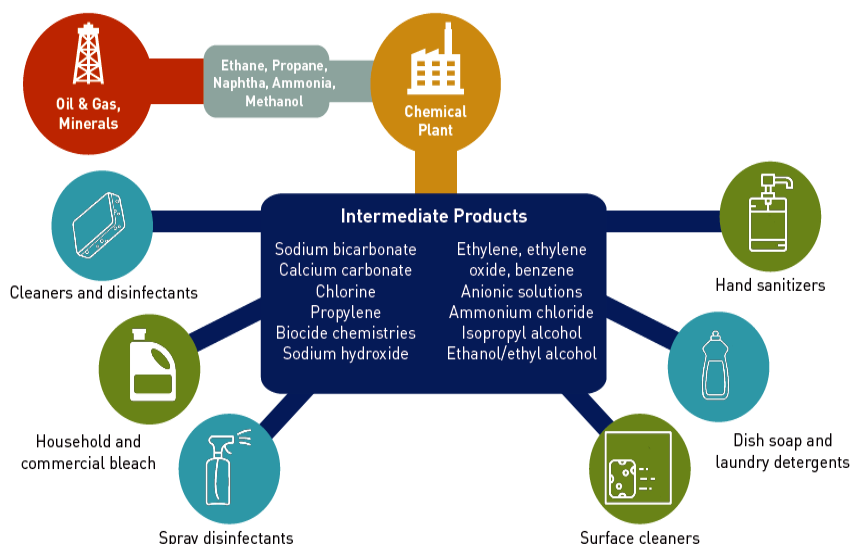 Oil & Gas,
Minerals
Ethane, Propane,
Naphtha, Ammonia,
Methanol
Chemical
Plant
Intermediate Products
Sodium bicarbonate
Calcium carbonate
Chlorine
Propylene
Biocide chemistries
Sodium hydroxide
Ethylene, ethylene
oxide, benzene
Anionic solutions
Ammonium chloride
Isopropyl alcohol
Ethanol/ethyl alcohol
Cleaners and disinfectants
Household and
commercial bleach
Spray disinfectants
Hand sanitizers
Dish soap and
laundry detergents
Surface cleaners